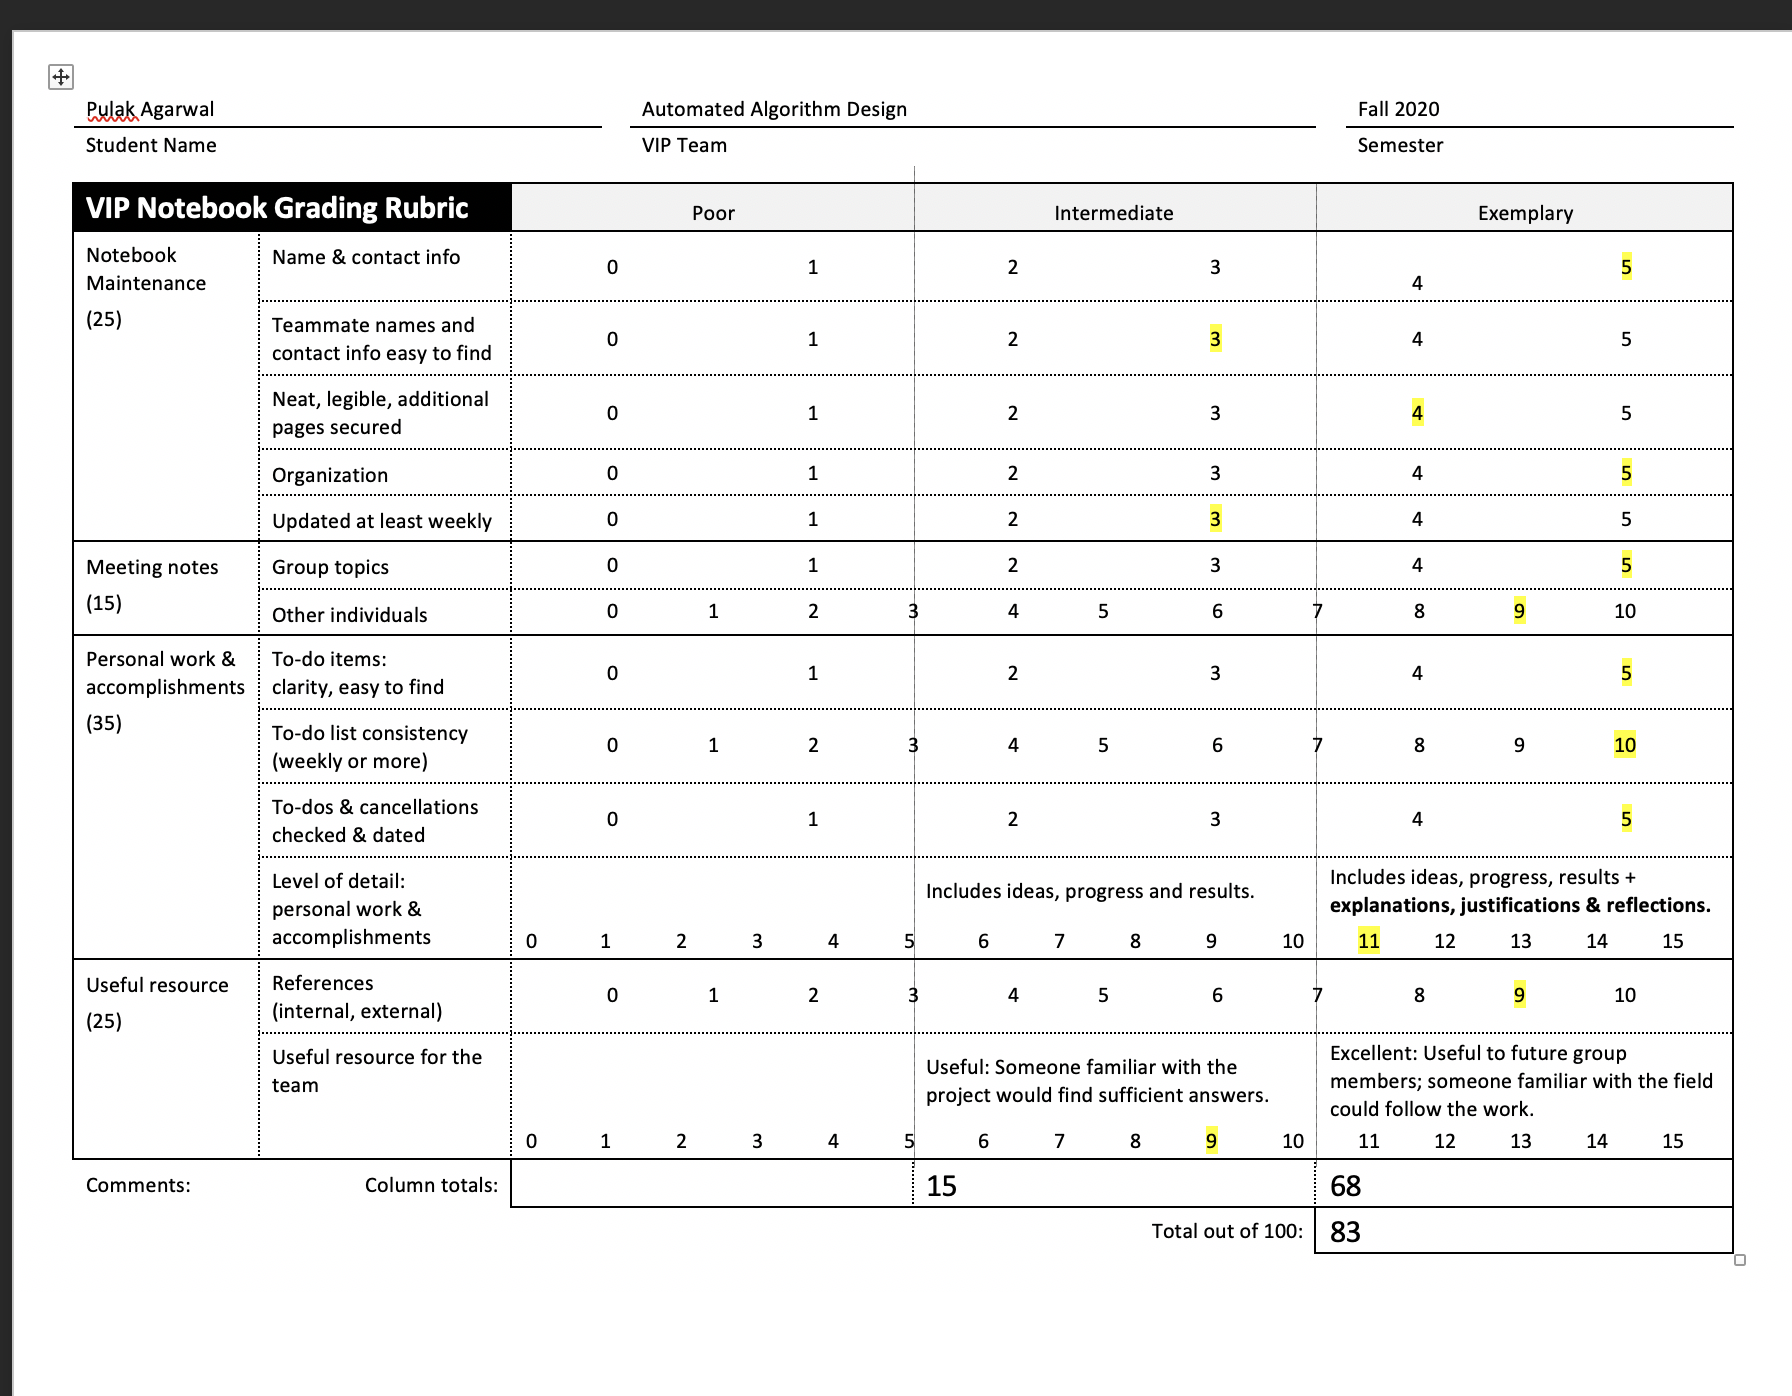 Pulak Agarwal Automated Algorithm Design Fall 2020
Student Name VIP Team Semester
VIP Notebook Grading Rubric Poor Intermediate Exemplary
Notebook Maintenance (25)
Name & contact info 0 1 2 3 4 5
Teammate names and contact info easy to find 0 1 2 3 4 5
Neat, legible, additional pages secured 0 1 2 3 4 5
Organization 0 1 2 3 4 5
Updated at least weekly 0 1 2 3 4 5
Meeting notes (15)
Group topics 0 1 2 3 4 5
Other individuals 0 1 2 3 4 5 6 7 8 9 10
Personal work & accomplishments (35)
To-do items: clarity, easy to find 0 1 2 3 4 5
To-do list consistency (weekly or more) 0 1 2 3 4 5 6 7 8 9 10
To-dos & cancellations checked & dated 0 1 2 3 4 5
Level of detail: personal work & accomplishments
Includes ideas, progress and results.
Includes ideas, progress, results +
explanations, justifications & reflections.
0 1 2 3 4 5 6 7 8 9 10 11 12 13 14 15
Useful resource (25)
References (internal, external) 0 1 2 3 4 5 6 7 8 9 10
Useful resource for the team
Useful: Someone familiar with the
project would find sufficient answers.
Excellent: Useful to future group
members; someone familiar with the field
could follow the work.
0 1 2 3 4 5 6 7 8 9 10 11 12 13 14 15
Comments: Column totals: 15 68
Total out of 100: 83